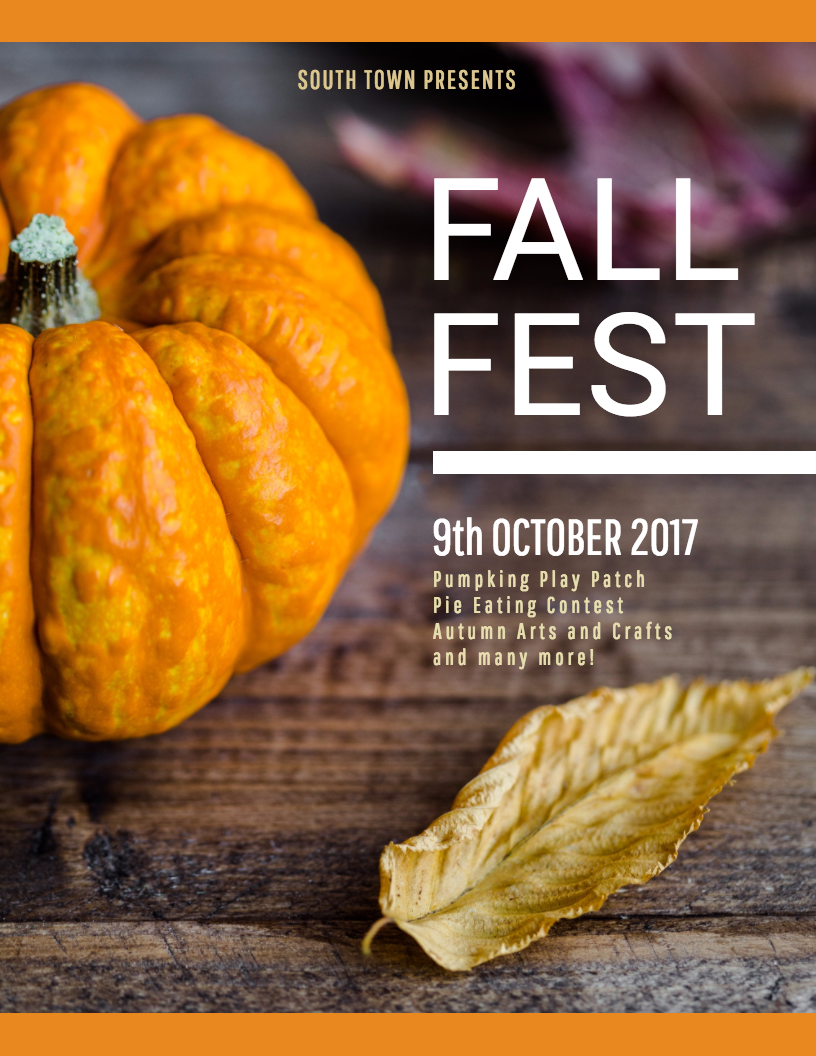 SOUTH TOWN PRESENTS
FALL
FEST
9th OCTOBER 2017
Pumpking Play Patch
Pie Eating Contest
Autumn Arts and Crafts
and many more!